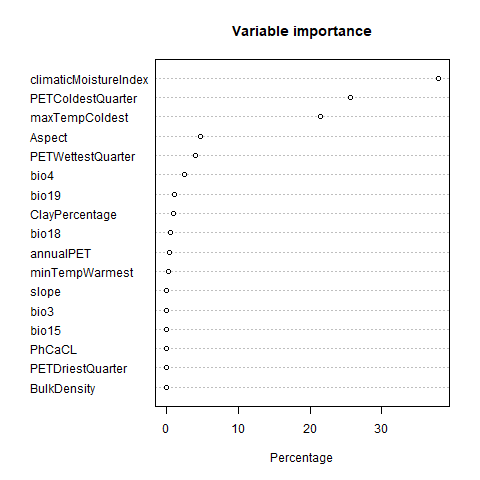 Variable importance
climaticMoistureIndex
PETColdestQuarter
maxTempColdest
Aspect
PETWettestQuarter
bio4
bio19
ClayPercentage
bio18
annualPET
minTempWarmest
slope
bio3
bio15
PhCaCL
PETDriestQuarter
BulkDensity
0 10 20 30
Percentage